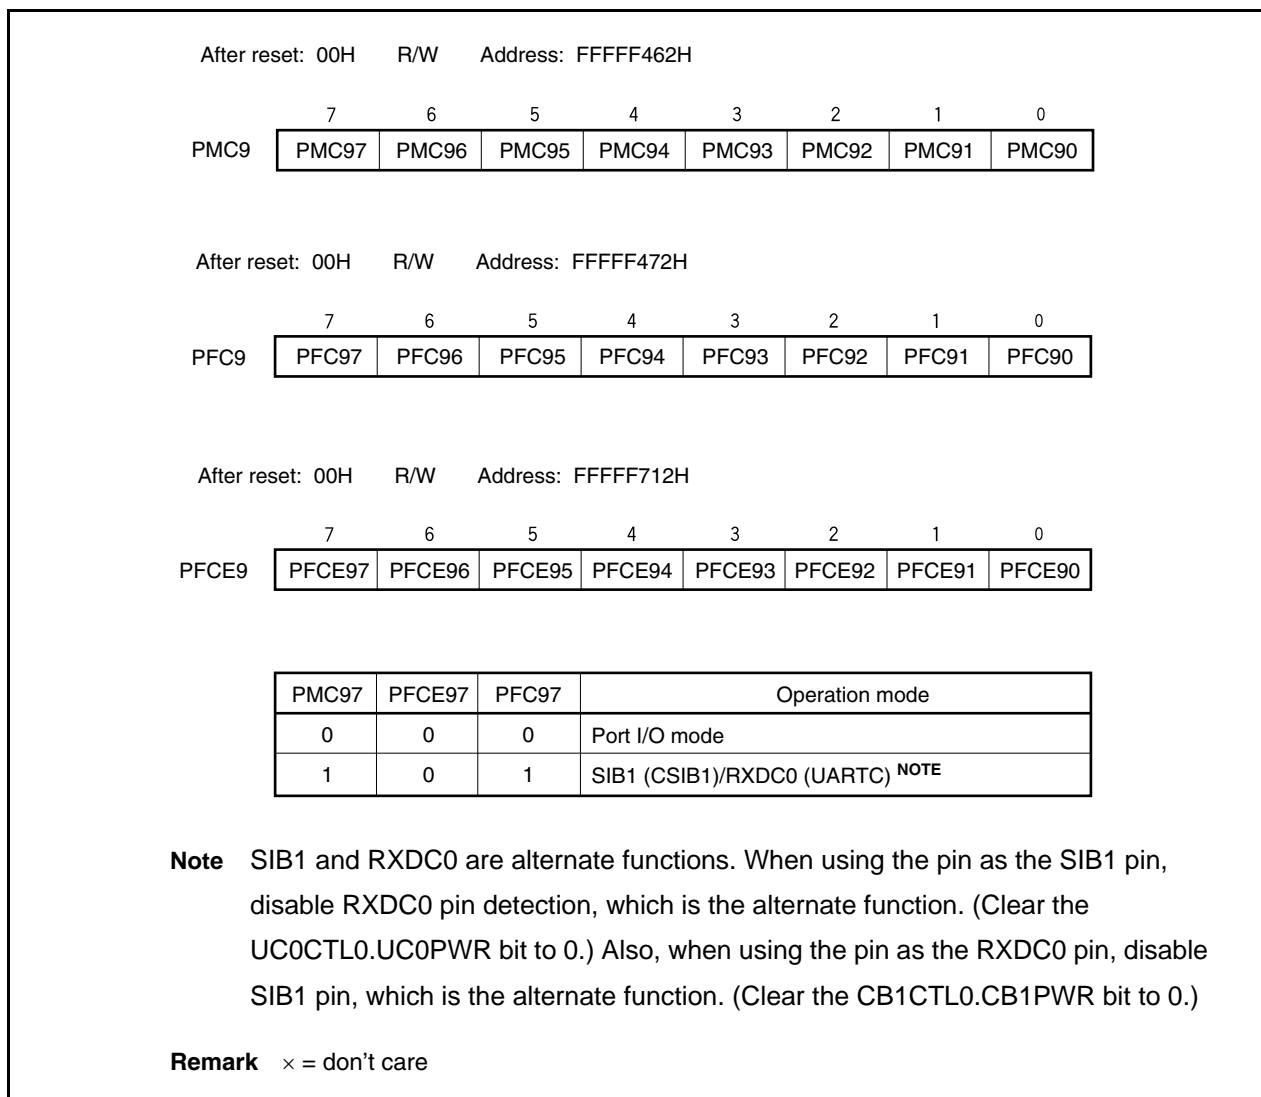 After reset: 00H R/W Address: FFFFF462H
7 6 5 4 3 2 1 0
PMC9 PMC97 PMC96 PMC95 PMC94 PMC93 PMC92 PMC91 PMC90
After reset: 00H R/W Address: FFFFF472H
7 6 5 4 3 2 1 0
PFC9 PFC97 PFC96 PFC95 PFC94 PFC93 PFC92 PFC91 PFC90
After reset: 00H R/W Address: FFFFF712H
7 6 5 4 3 2 1 0
PFCE9 PFCE97 PFCE96 PFCE95 PFCE94 PFCE93 PFCE92 PFCE91 PFCE90
PMC97 PFCE97 PFC97 Operation mode
0 0 0 Port I/O mode
1 0 1 SIB1 (CSIB1)/RXDC0 (UARTC) NOTE
Note SIB1 and RXDC0 are alternate functions. When using the pin as the SIB1 pin,
disable RXDC0 pin detection, which is the alternate function. (Clear the
UC0CTL0.UC0PWR bit to 0.) Also, when using the pin as the RXDC0 pin, disable
SIB1 pin, which is the alternate function. (Clear the CB1CTL0.CB1PWR bit to 0.)
Remark × = don't care